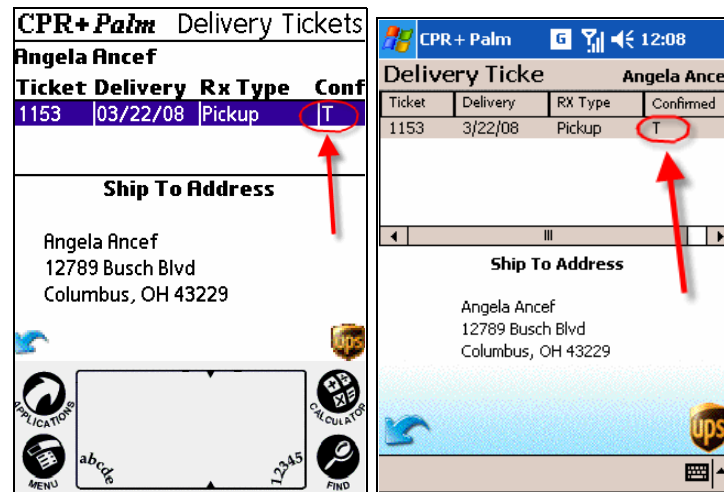 CPR+Palm Delivery Tickets
Angela Ancef
Ticket Delivery Rx Type Conf
1153 03/22/08 Pickup T
Ship To Address
Angela Ancef
12789 Busch Blvd
Columbus, OH 43229
ups
APPLICATIONS
CALCULATOR
MENU
abcde
12345
FIND
CPR+ Palm G 12:08
Delivery Ticke Angela Ance
Ticket Delivery RX Type Confirmed
1153 3/22/08 Pickup T
Ship To Address
Angela Ancef
12789 Busch Blvd
Columbus, OH 43229
ups